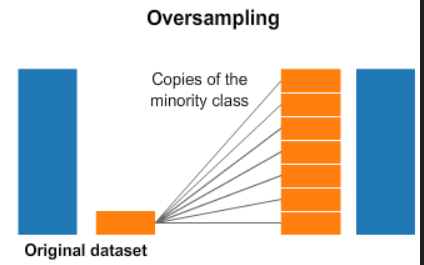 Oversampling
Copies of the
minority class
Original dataset